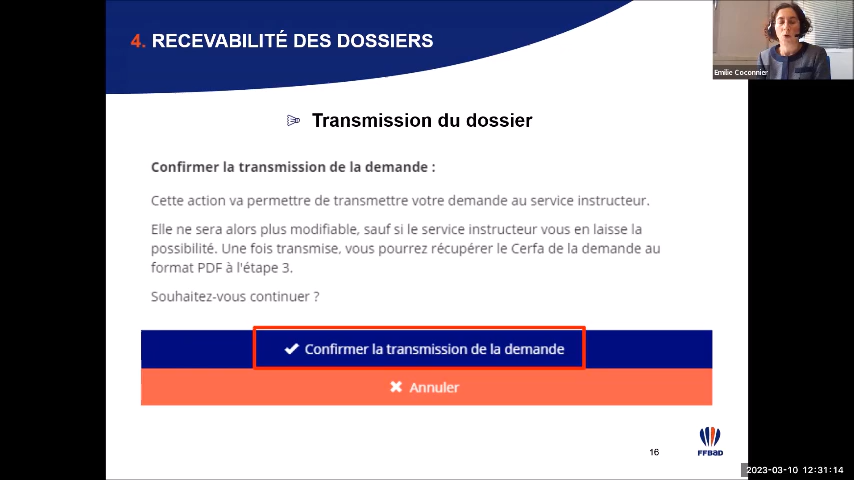 4. RECEVABILITÉ DES DOSSIERS
Emilie Coconnier
Transmission du dossier
Confirmer la transmission de la demande :
Cette action va permettre de transmettre votre demande au service instructeur.
Elle ne sera alors plus modifiable, sauf si le service instructeur vous en laisse la
possibilité. Une fois transmise, vous pourrez récupérer le Cerfa de la demande au
format PDF à l'étape 3.
Souhaitez-vous continuer ?
Confirmer la transmission de la demande
Annuler
16
FFBaD
2023-03-10 12:31:14